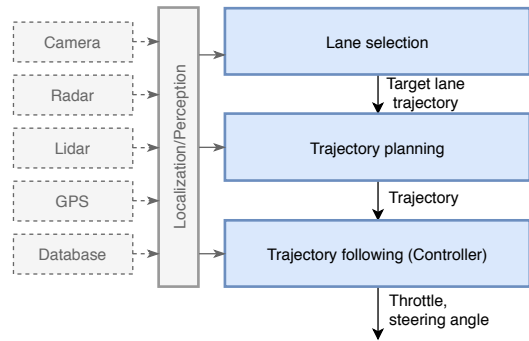 Camera
Radar
Lidar
GPS
Database
Localization/Perception
Lane selection
Target lane
trajectory
Trajectory planning
Trajectory
Trajectory following (Controller)
Throttle,
steering angle